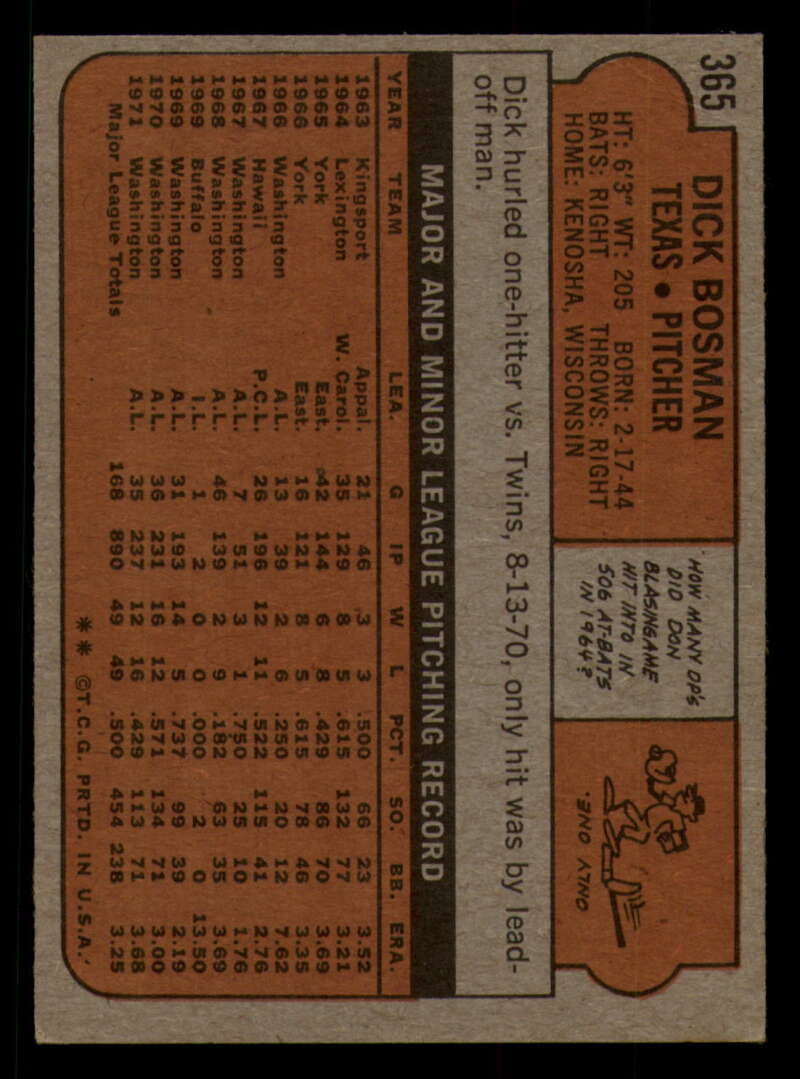 365
DICK BOSMAN
TEXAS • PITCHER
HT: 6'3" WT: 205 BORN: 2-17-44
BATS: RIGHT THROWS: RIGHT
HOME: KENOSHA, WISCONSIN
HOW MANY DP'S
DID DON
BLASINGAME
HIT INTO IN
506 AT-BATS
IN 1964?
ONLY ONE.
Dick hurled one-hitter vs. Twins, 8-13-70, only hit was by lead-
off man.
MAJOR AND MINOR LEAGUE PITCHING RECORD
YEAR TEAM LEA. G IP W L PCT. SO. BB. ERA.
1963 Kingsport Appal. 21 46 3 3 .500 66 23 3.52
1964 Lexington W. Carol. 35 129 8 5 .615 132 77 3.21
1965 York East. 42 144 6 8 .429 86 70 3.69
1966 York East. 16 121 8 5 .615 78 46 3.35
1966 Washington A.L. 13 39 2 6 .250 20 12 7.62
1967 Hawaii P.C.L. 26 196 12 11 .522 115 41 2.76
1967 Washington A.L. 7 51 3 1 .750 25 10 1.76
1968 Washington A.L. 46 139 2 9 .182 63 35 3.69
1969 Buffalo I.L. 1 2 0 0 .000 2 0 13.50
1969 Washington A.L. 31 193 14 5 .737 99 39 2.19
1970 Washington A.L. 36 231 16 12 .571 134 71 3.00
1971 Washington A.L. 35 237 12 16 .429 113 71 3.68
Major League Totals 168 890 49 49 .500 454 238 3.25
** ©T.C.G. PRTD. IN U.S.A.